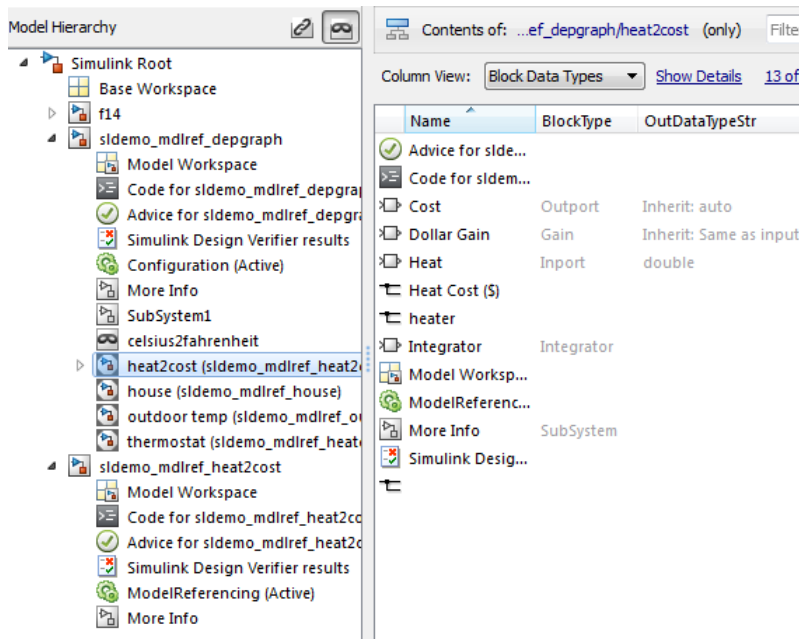 Model Hierarchy
Simulink Root
Base Workspace
f14
sldemo_mdlref_depgraph
Model Workspace
Code for sldemo_mdlref_depgra
Advice for sldemo_mdlref_depgra
Simulink Design Verifier results
Configuration (Active)
More Info
SubSystem1
celsius2fahrenheit
heat2cost (sldemo_mdlref_heat2
house (sldemo_mdlref_house)
outdoor temp (sldemo_mdlref_ou
thermostat (sldemo_mdlref_heate
sldemo_mdlref_heat2cost
Model Workspace
Code for sldemo_mdlref_heat2co
Advice for sldemo_mdlref_heat2c
Simulink Design Verifier results
ModelReferencing (Active)
More Info
Contents of: ...ef_depgraph/heat2cost (only) Filte
Column View: Block Data Types Show Details 13 of
Name BlockType OutDataTypeStr
Advice for slde...
Code for sldem...
Cost Outport Inherit: auto
Dollar Gain Gain Inherit: Same as input
Heat Inport double
Heat Cost ($)
heater
Integrator Integrator
Model Worksp...
ModelReferenc...
More Info SubSystem
Simulink Desig...